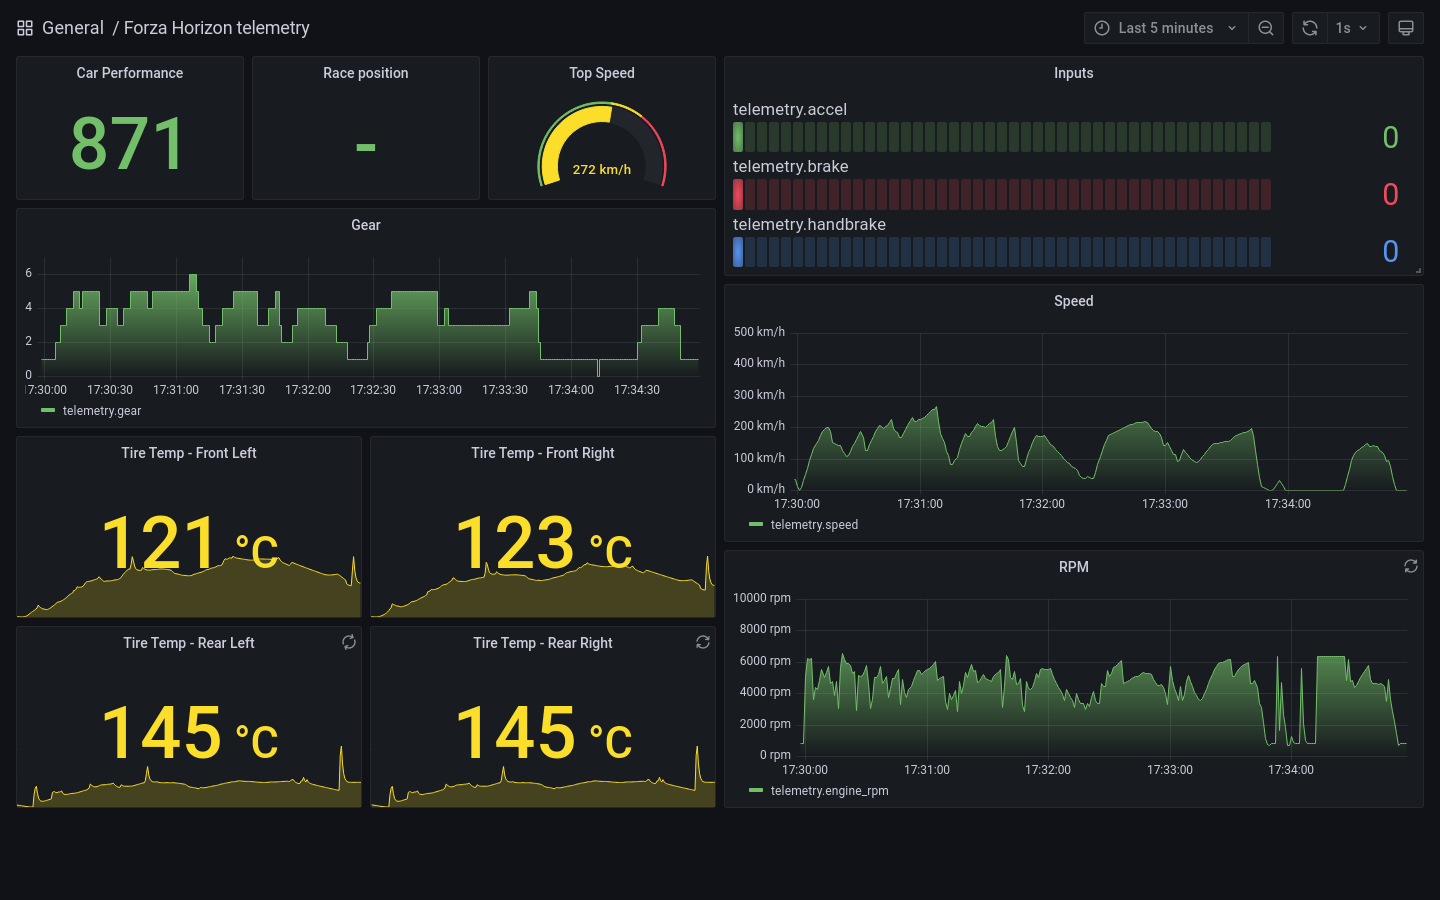 General / Forza Horizon telemetry
Last 5 minutes
1s
Car Performance
871
Race position
-
Top Speed
272 km/h
Inputs
telemetry.accel
0
telemetry.brake
0
telemetry.handbrake
0
Gear
6
4
2
0
7:30:00 17:30:30 17:31:00 17:31:30 17:32:00 17:32:30 17:33:00 17:33:30 17:34:00 17:34:30
telemetry.gear
Speed
500 km/h
400 km/h
300 km/h
200 km/h
100 km/h
0 km/h
17:30:00 17:31:00 17:32:00 17:33:00 17:34:00
telemetry.speed
Tire Temp - Front Left
121 °C
Tire Temp - Front Right
123 °C
Tire Temp - Rear Left
145 °C
Tire Temp - Rear Right
145 °C
RPM
10000 rpm
8000 rpm
6000 rpm
4000 rpm
2000 rpm
0 rpm
17:30:00 17:31:00 17:32:00 17:33:00 17:34:00
telemetry.engine_rpm